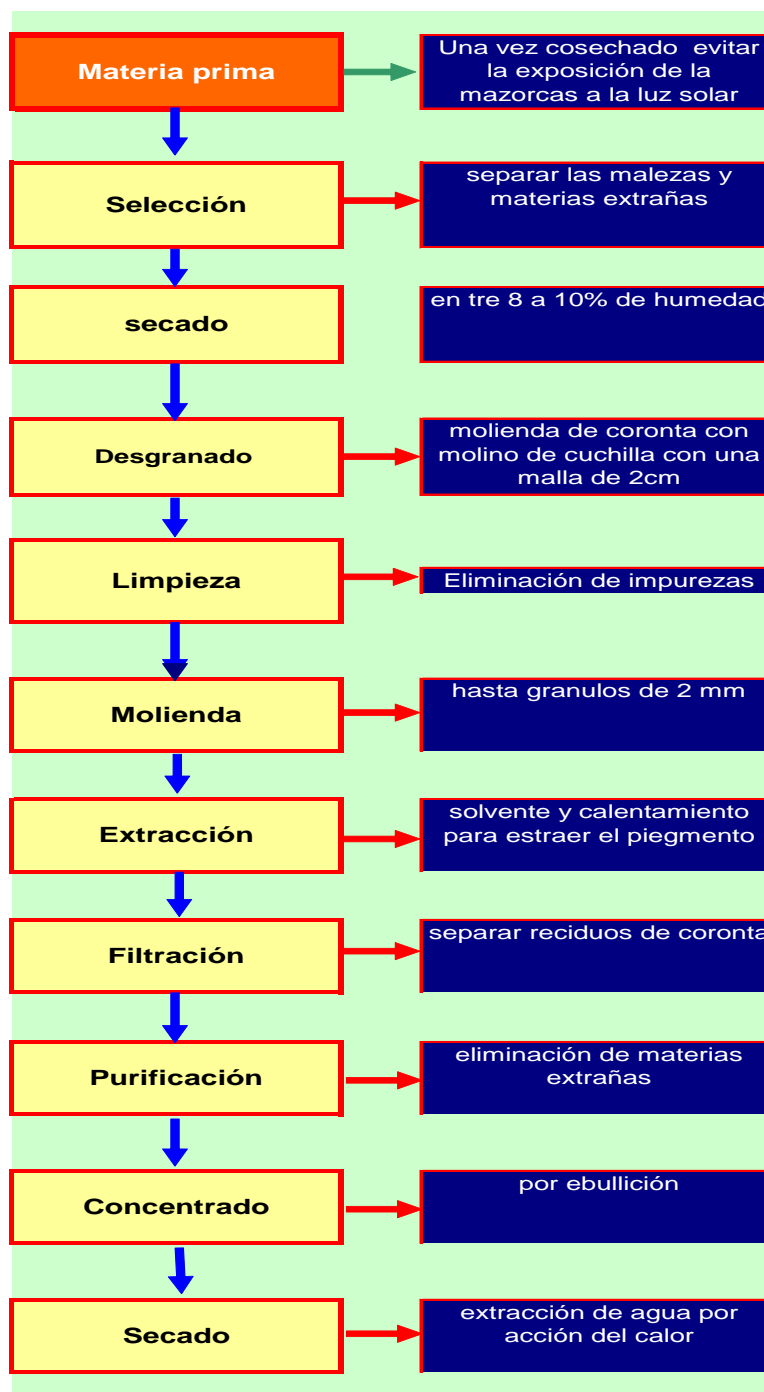 Materia prima
Una vez cosechado evitar
la exposición de la
mazorcas a la luz solar
Selección
separar las malezas y
materias extrañas
secado
en tre 8 a 10% de humedad
Desgranado
molienda de coronta con
molino de cuchilla con una
malla de 2cm
Limpieza
Eliminación de impurezas
Molienda
hasta granulos de 2 mm
Extracción
solvente y calentamiento
para estraer el piegmento
Filtración
separar reciduos de coronta
Purificación
eliminación de materias
extrañas
Concentrado
por ebullición
Secado
extracción de agua por
acción del calor